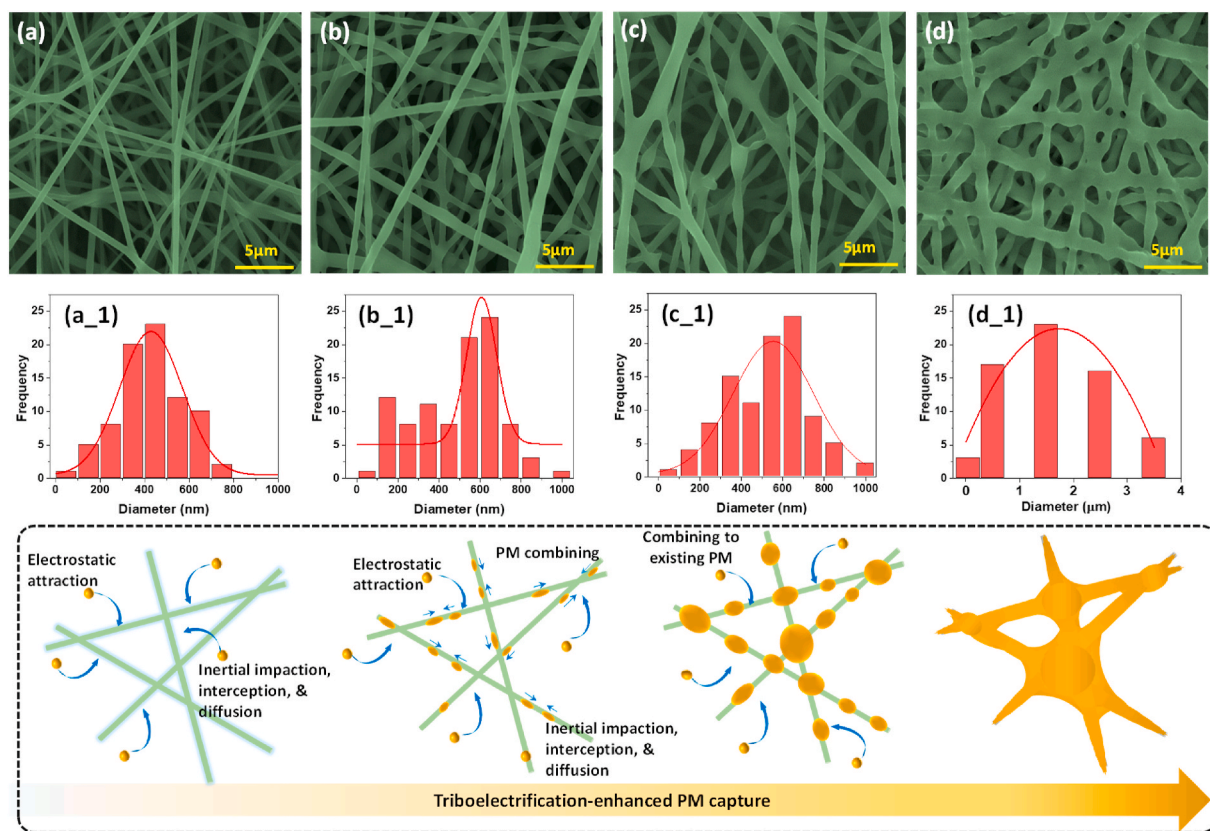 (a)
(b)
(c)
(d)
5μm
5μm
5μm
5μm
(a_1)
25
20
15
10
5
0
Frequency
0
200
400
600
800
1000
Diameter (nm)
(b_1)
25
20
15
10
5
0
Frequency
0
200
400
600
800
1000
Diameter (nm)
(c_1)
25
20
15
10
5
0
Frequency
0
200
400
600
800
1000
Diameter (nm)
(d_1)
25
20
15
10
5
0
Frequency
0
1
2
3
4
Diameter (μm)
Electrostatic
attraction
Inertial impaction,
interception, &
diffusion
Electrostatic
attraction
PM combining
Inertial impaction,
interception, &
diffusion
Combining to
existing PM
Triboelectrification-enhanced PM capture